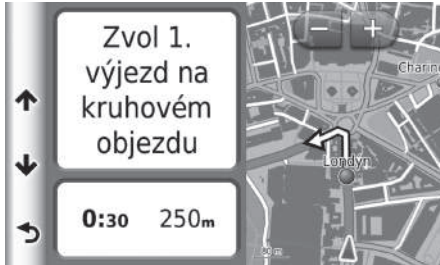 Zvol 1.
výjezd na
kruhovém
objezdu
0:30 250m
− +
Charin
Londýn